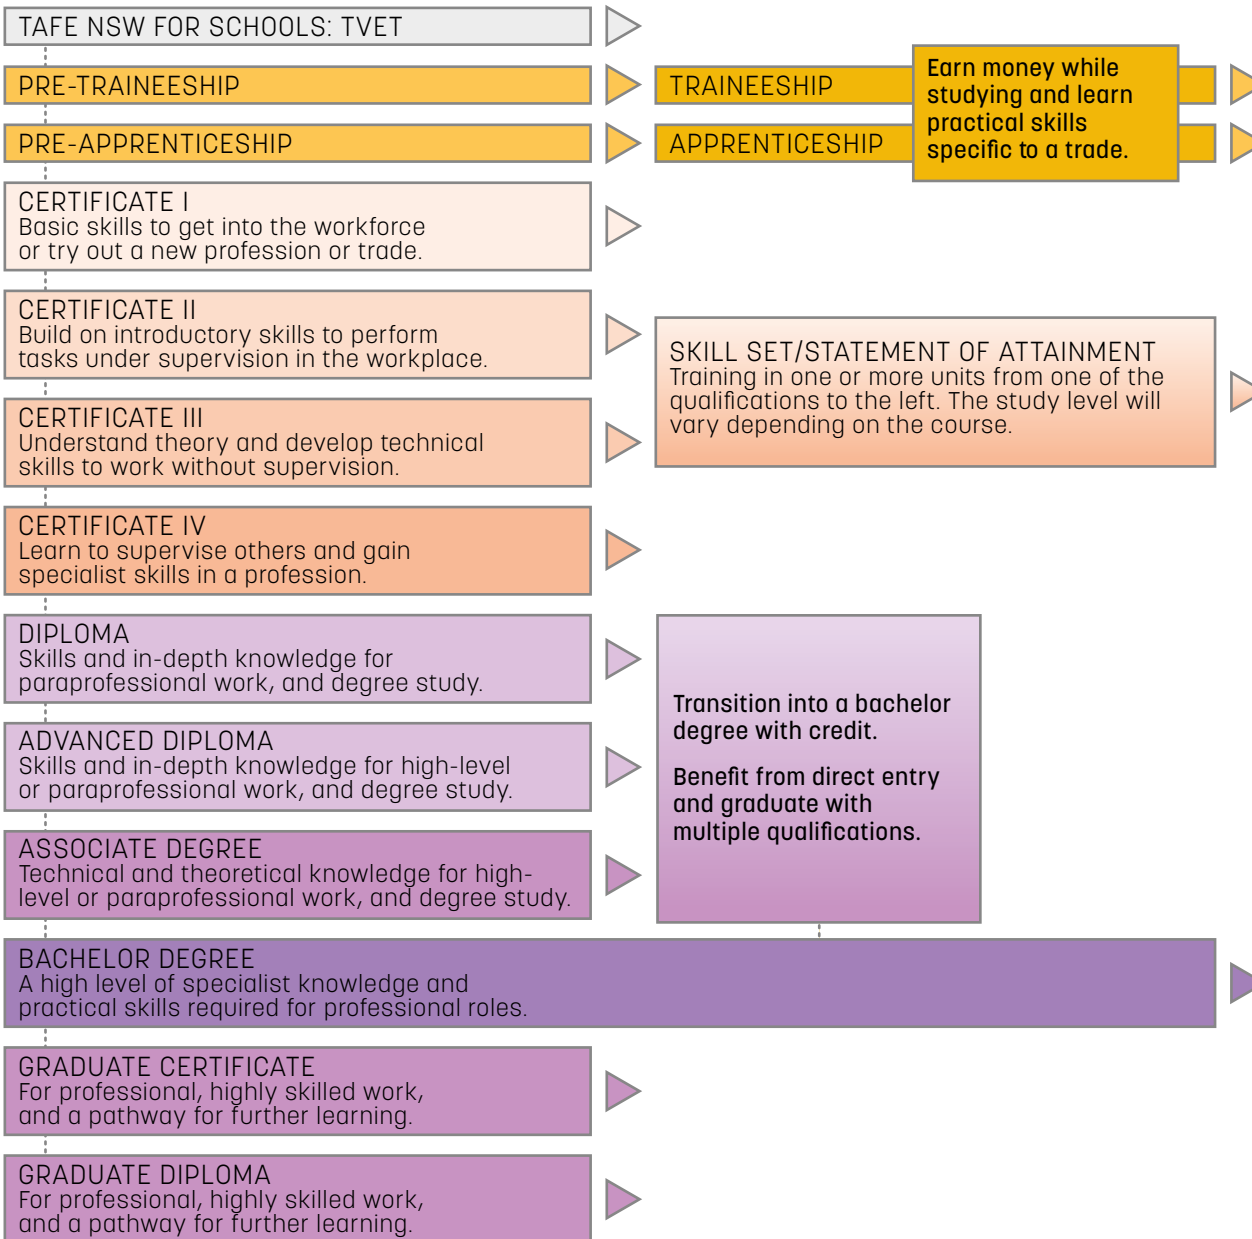 TAFE NSW FOR SCHOOLS: TVET
PRE-TRAINEESHIP
TRAINEESHIP
PRE-APPRENTICESHIP
APPRENTICESHIP
Earn money while
studying and learn
practical skills
specific to a trade.
CERTIFICATE I
Basic skills to get into the workforce
or try out a new profession or trade.
CERTIFICATE II
Build on introductory skills to perform
tasks under supervision in the workplace.
CERTIFICATE III
Understand theory and develop technical
skills to work without supervision.
SKILL SET/STATEMENT OF ATTAINMENT
Training in one or more units from one of the
qualifications to the left. The study level will
vary depending on the course.
CERTIFICATE IV
Learn to supervise others and gain
specialist skills in a profession.
DIPLOMA
Skills and in-depth knowledge for
paraprofessional work, and degree study.
ADVANCED DIPLOMA
Skills and in-depth knowledge for high-level
or paraprofessional work, and degree study.
ASSOCIATE DEGREE
Technical and theoretical knowledge for high-
level or paraprofessional work, and degree study.
Transition into a bachelor
degree with credit.
Benefit from direct entry
and graduate with
multiple qualifications.
BACHELOR DEGREE
A high level of specialist knowledge and
practical skills required for professional roles.
GRADUATE CERTIFICATE
For professional, highly skilled work,
and a pathway for further learning.
GRADUATE DIPLOMA
For professional, highly skilled work,
and a pathway for further learning.